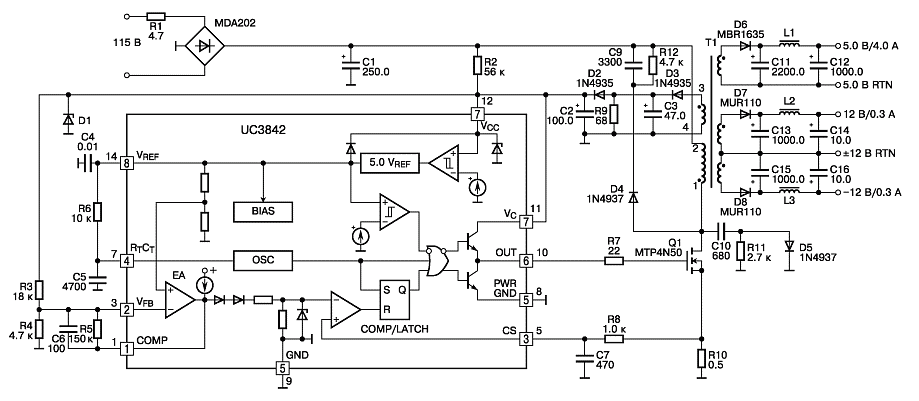 R1
4.7
MDA202
115 В
C1
250.0
R2
56 к
C9
3300
R12
4.7 к
T1
D6
MBR1635
L1
5.0 В/4.0 А
C11
2200.0
C12
1000.0
5.0 В RTN
D2
1N4935
D3
1N4935
C2
100.0
R9
68
C3
47.0
3
4
2
1
D7
MUR110
L2
12 В/0.3 А
C13
1000.0
C14
10.0
±12 В RTN
C15
1000.0
C16
10.0
D8
MUR110
L3
−12 В/0.3 А
D1
12
7
VCC
UC3842
C4
0.01
14
8
VREF
5.0 VREF
BIAS
R6
10 к
D4
1N4937
11
VC
7
7
RTCT
4
OSC
OUT
10
6
R7
22
Q1
MTP4N50
C10
680
R11
2.7 к
D5
1N4937
C5
4700
EA
S
Q
R
COMP/LATCH
PWR
GND
8
5
R3
18 к
3
VFB
2
R4
4.7 к
C6
100
R5
150к
1
COMP
1
CS
5
3
R8
1.0 к
C7
470
R10
0.5
GND
5
9